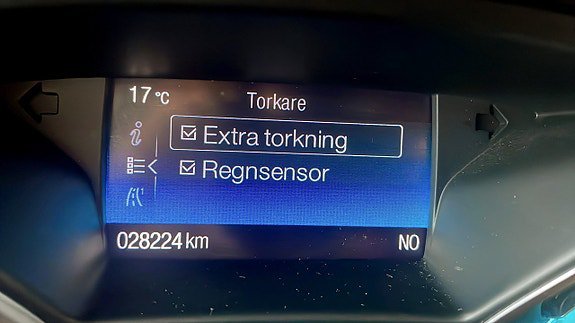 17 °C
Torkare
Extra torkning
Regnsensor
028224 km
NO